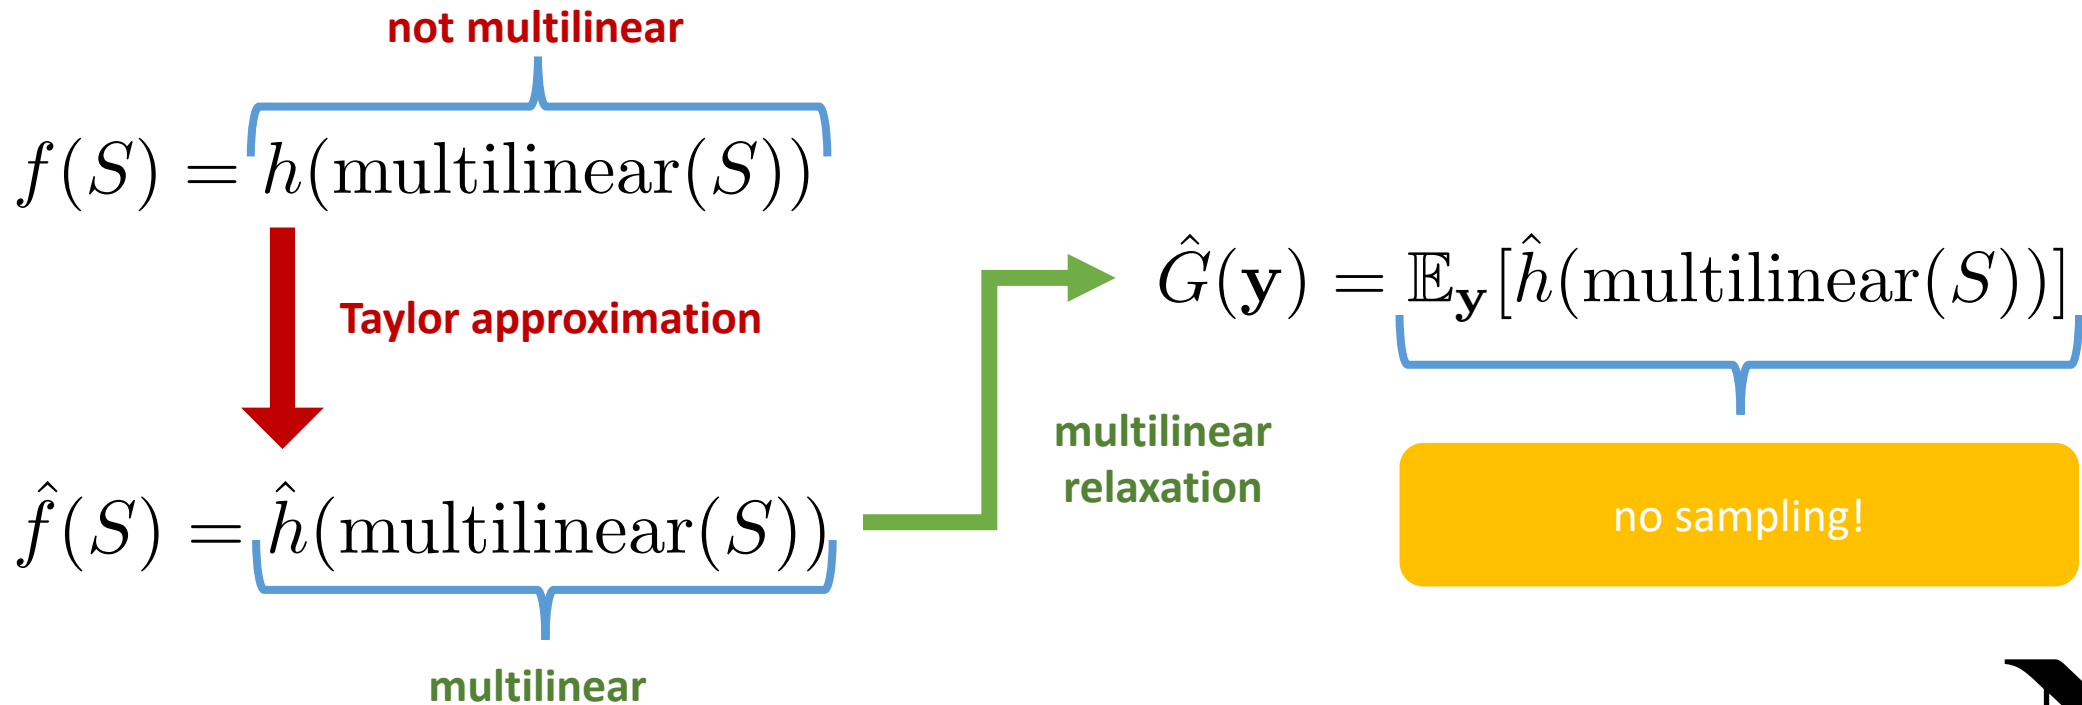 not multilinear
f(S) = h(multilinear(S))
Taylor approximation
Ĝ(𝐲) = 𝔼_𝐲[ĥ(multilinear(S))]
multilinear
relaxation
no sampling!
f̂(S) = ĥ(multilinear(S))
multilinear